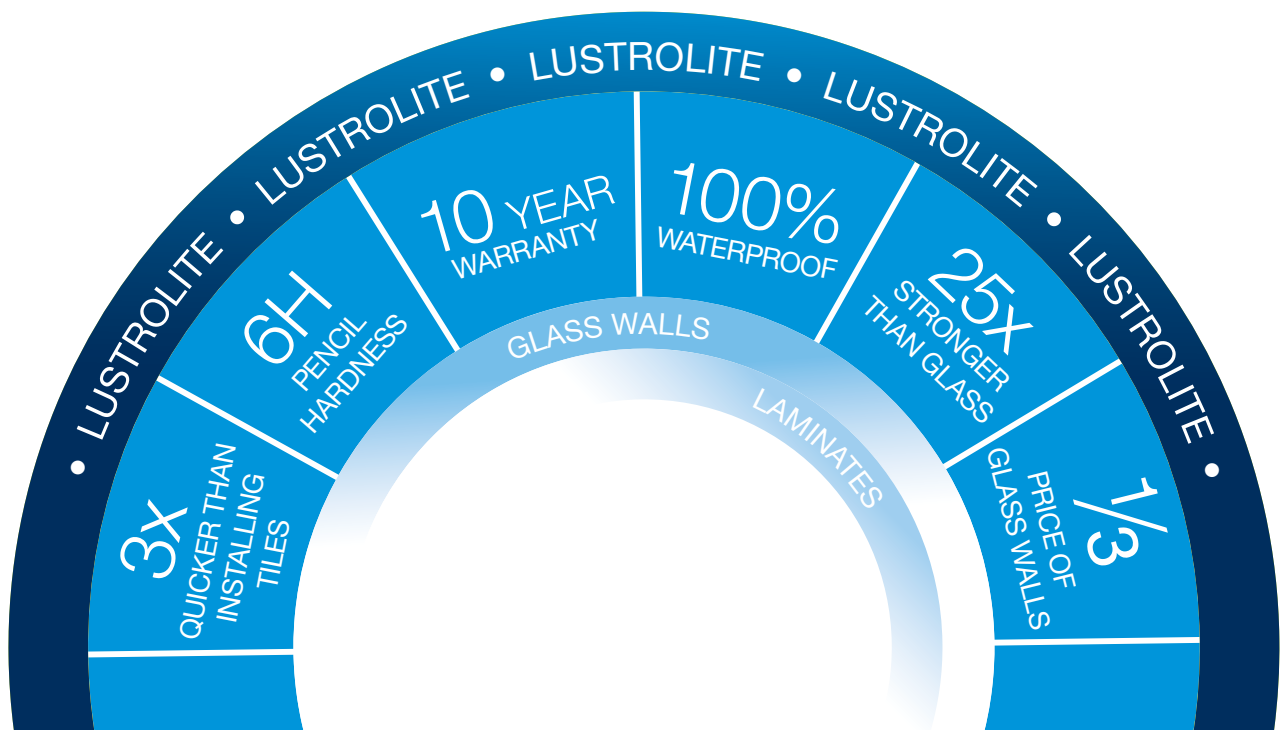 LUSTROLITE • LUSTROLITE • LUSTROLITE • LUSTROLITE • LUSTROLITE
3x
QUICKER THAN
INSTALLING
TILES
6H
PENCIL
HARDNESS
10 YEAR
WARRANTY
100%
WATERPROOF
25x
STRONGER
THAN GLASS
1/3
PRICE OF
GLASS WALLS
GLASS WALLS
LAMINATES